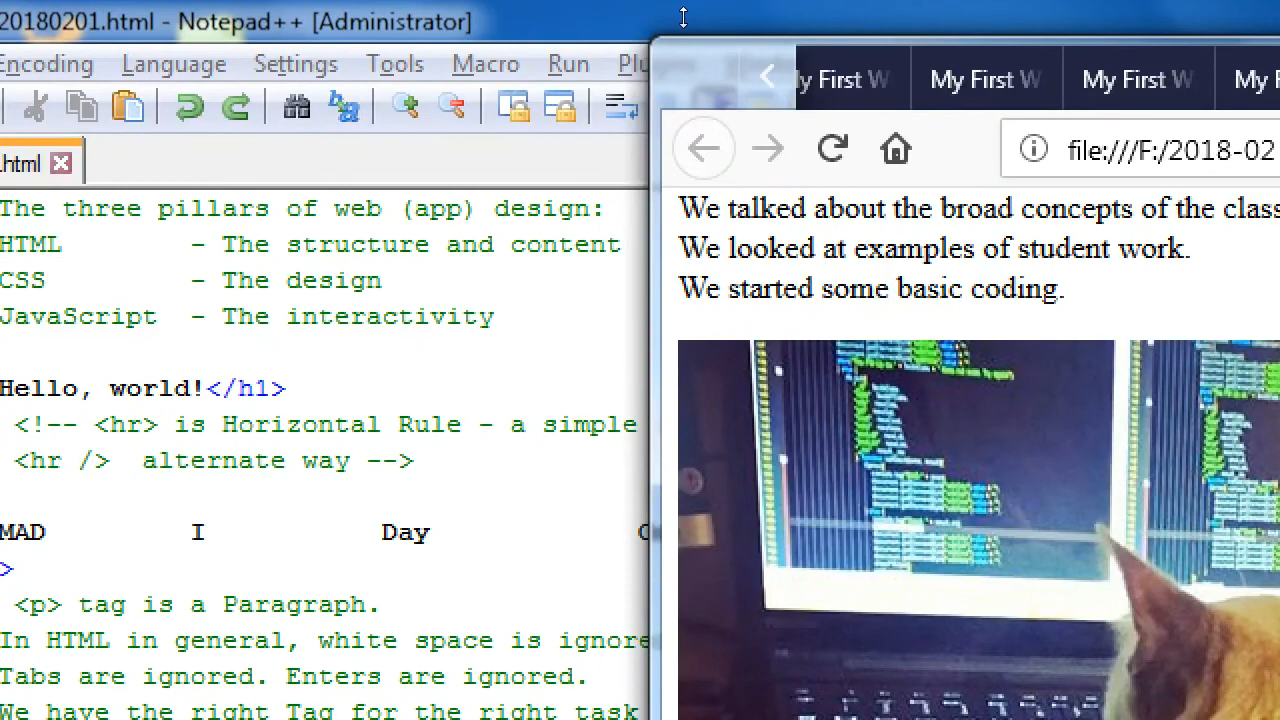 20180201.html - Notepad++ [Administrator]
Encoding Language Settings Tools Macro Run
.html
The three pillars of web (app) design:
HTML - The structure and content
CSS - The design
JavaScript - The interactivity
Hello, world!</h1>
<!-- <hr> is Horizontal Rule - a simple
<hr /> alternate way -->
MAD I Day
>
<p> tag is a Paragraph.
In HTML in general, white space is ignore
Tabs are ignored. Enters are ignored.
We have the right Tag for the right task
My First W My First W My First W My
file:///F:/2018-02
We talked about the broad concepts of the class
We looked at examples of student work.
We started some basic coding.